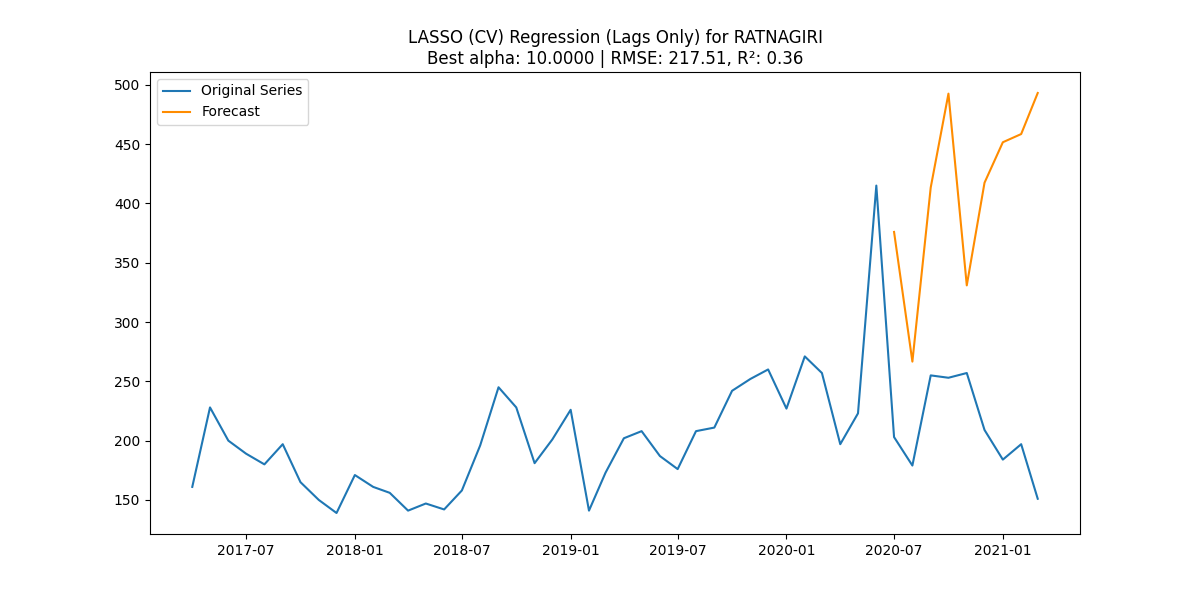 LASSO (CV) Regression (Lags Only) for RATNAGIRI
Best alpha: 10.0000 | RMSE: 217.51, R²: 0.36
Original Series
Forecast
500
450
400
350
300
250
200
150
2017-07 2018-01 2018-07 2019-01 2019-07 2020-01 2020-07 2021-01